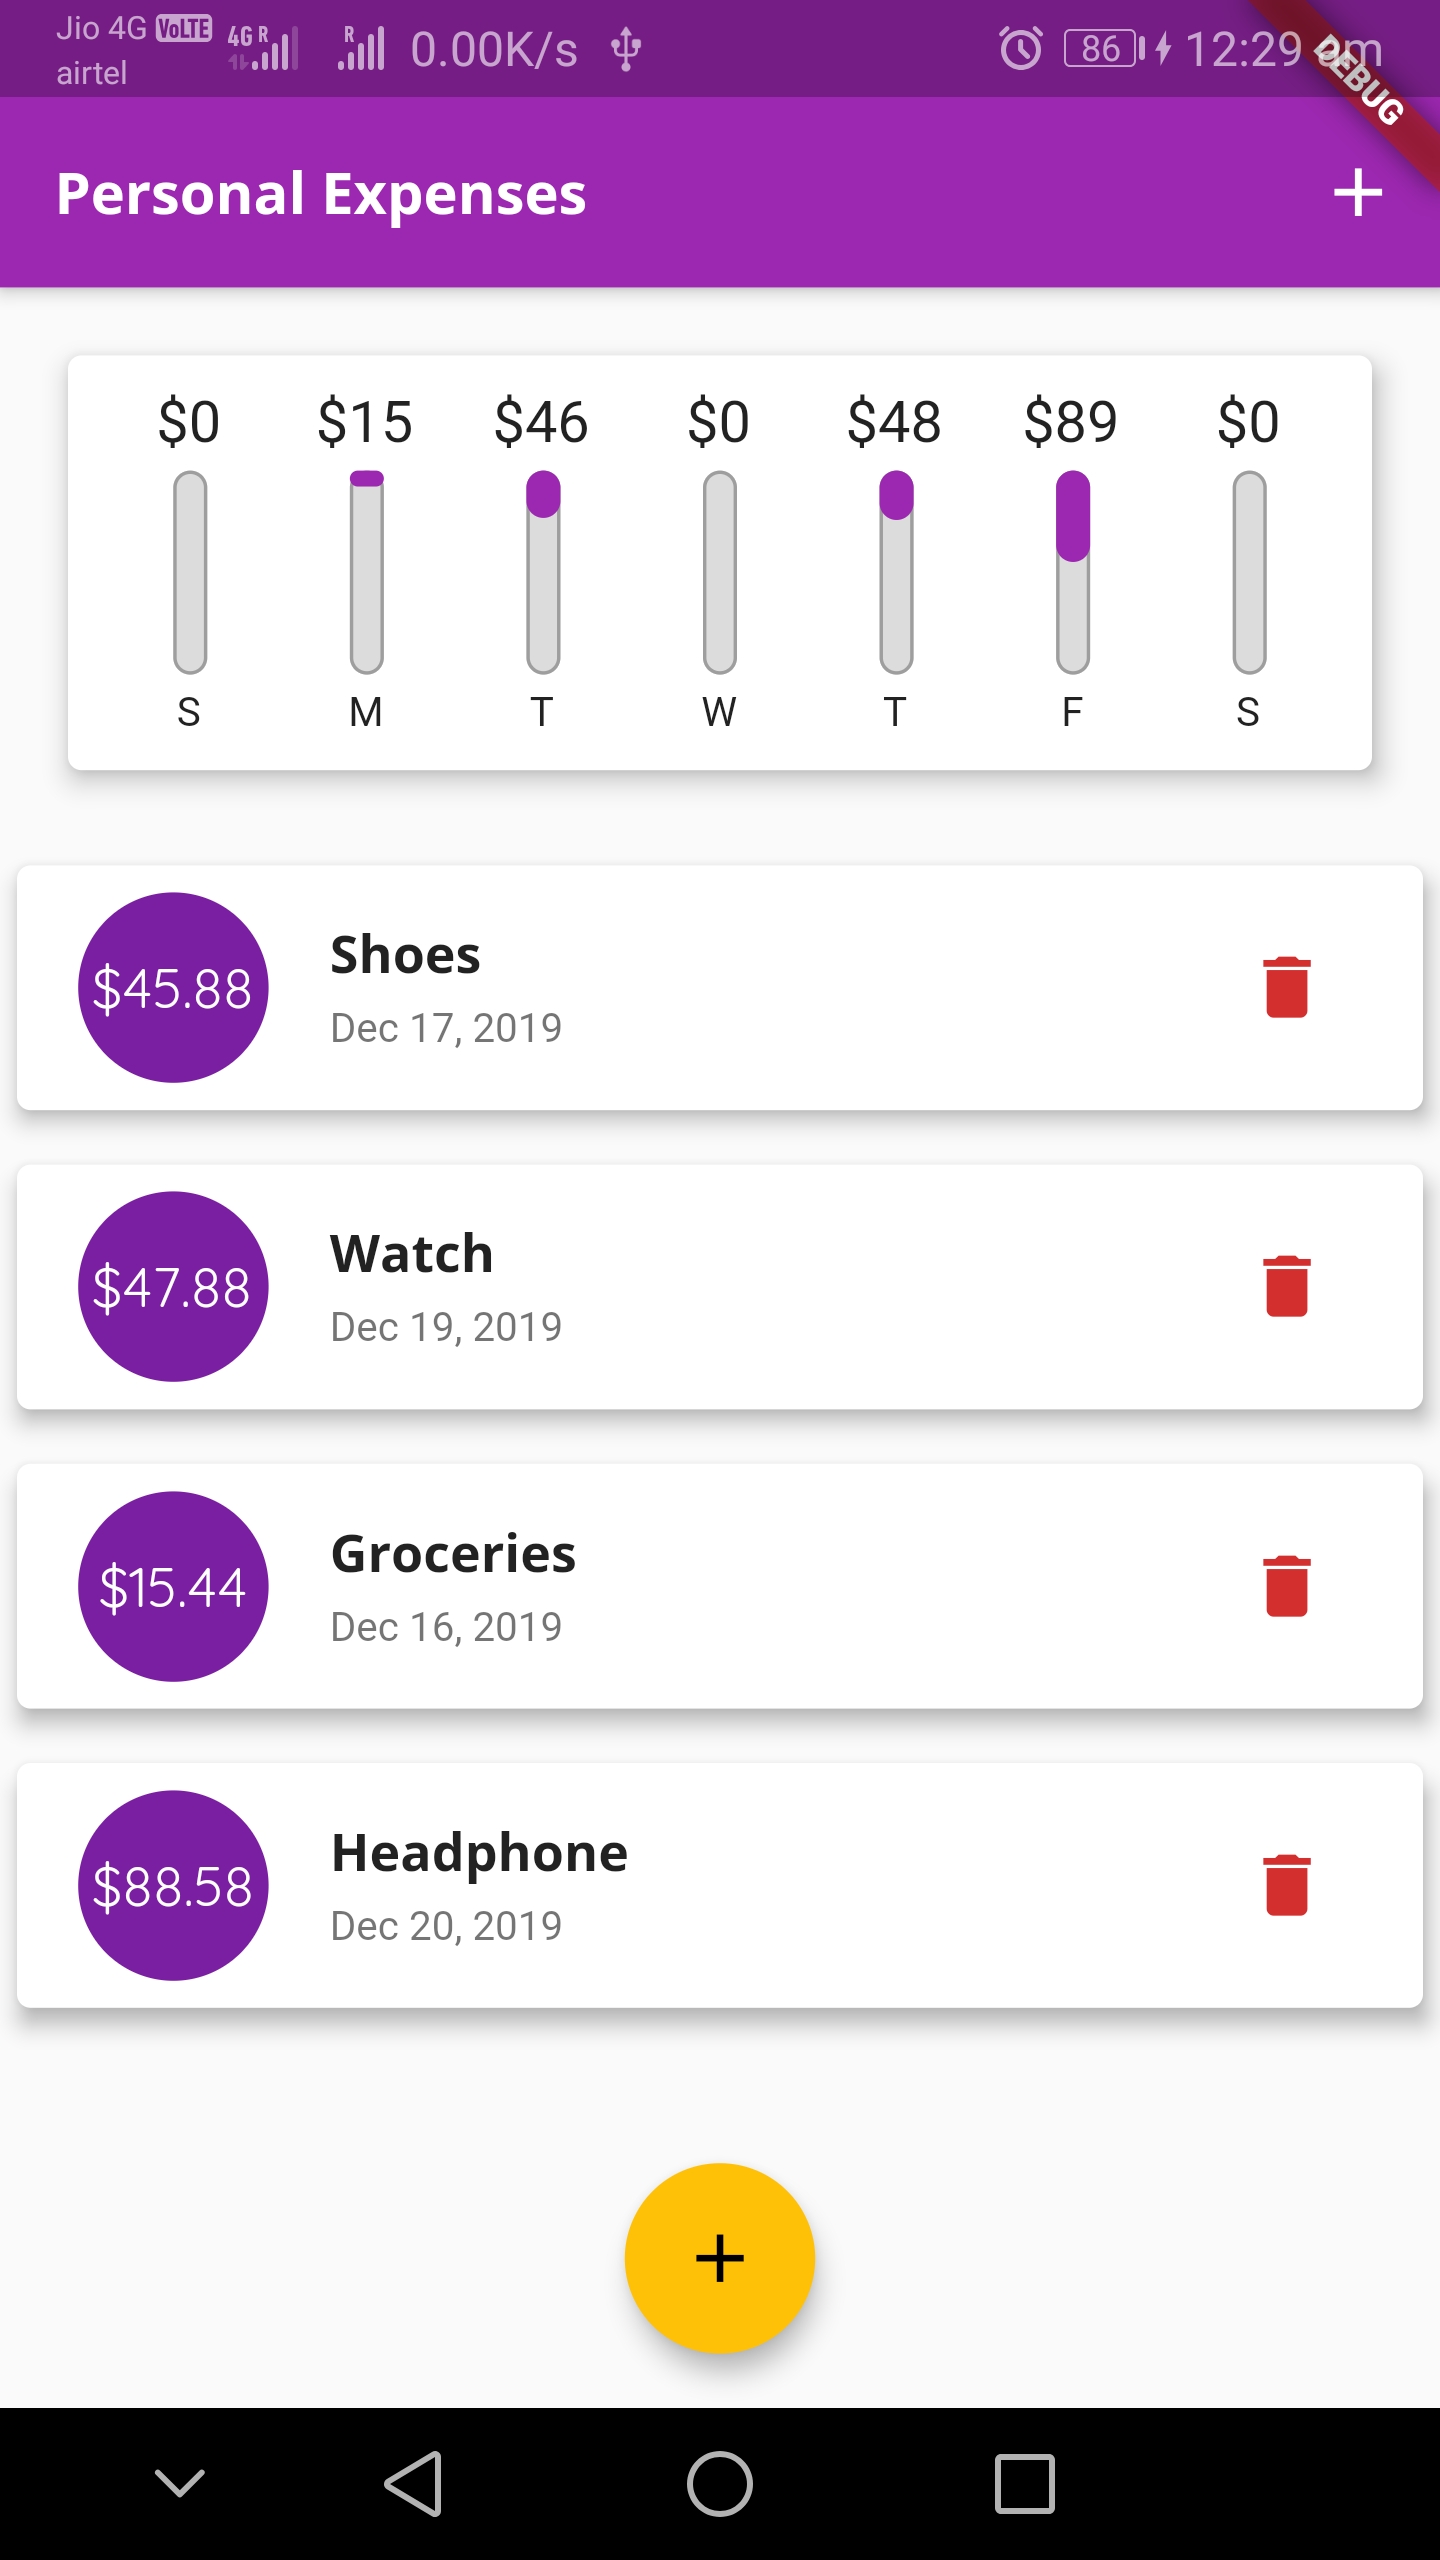 Jio 4G VoLTE 4G R R 0.00K/s 86 12:29 am
airtel
DEBUG
Personal Expenses
$0 $15 $46 $0 $48 $89 $0
S M T W T F S
$45.88
Shoes
Dec 17, 2019
$47.88
Watch
Dec 19, 2019
$15.44
Groceries
Dec 16, 2019
$88.58
Headphone
Dec 20, 2019